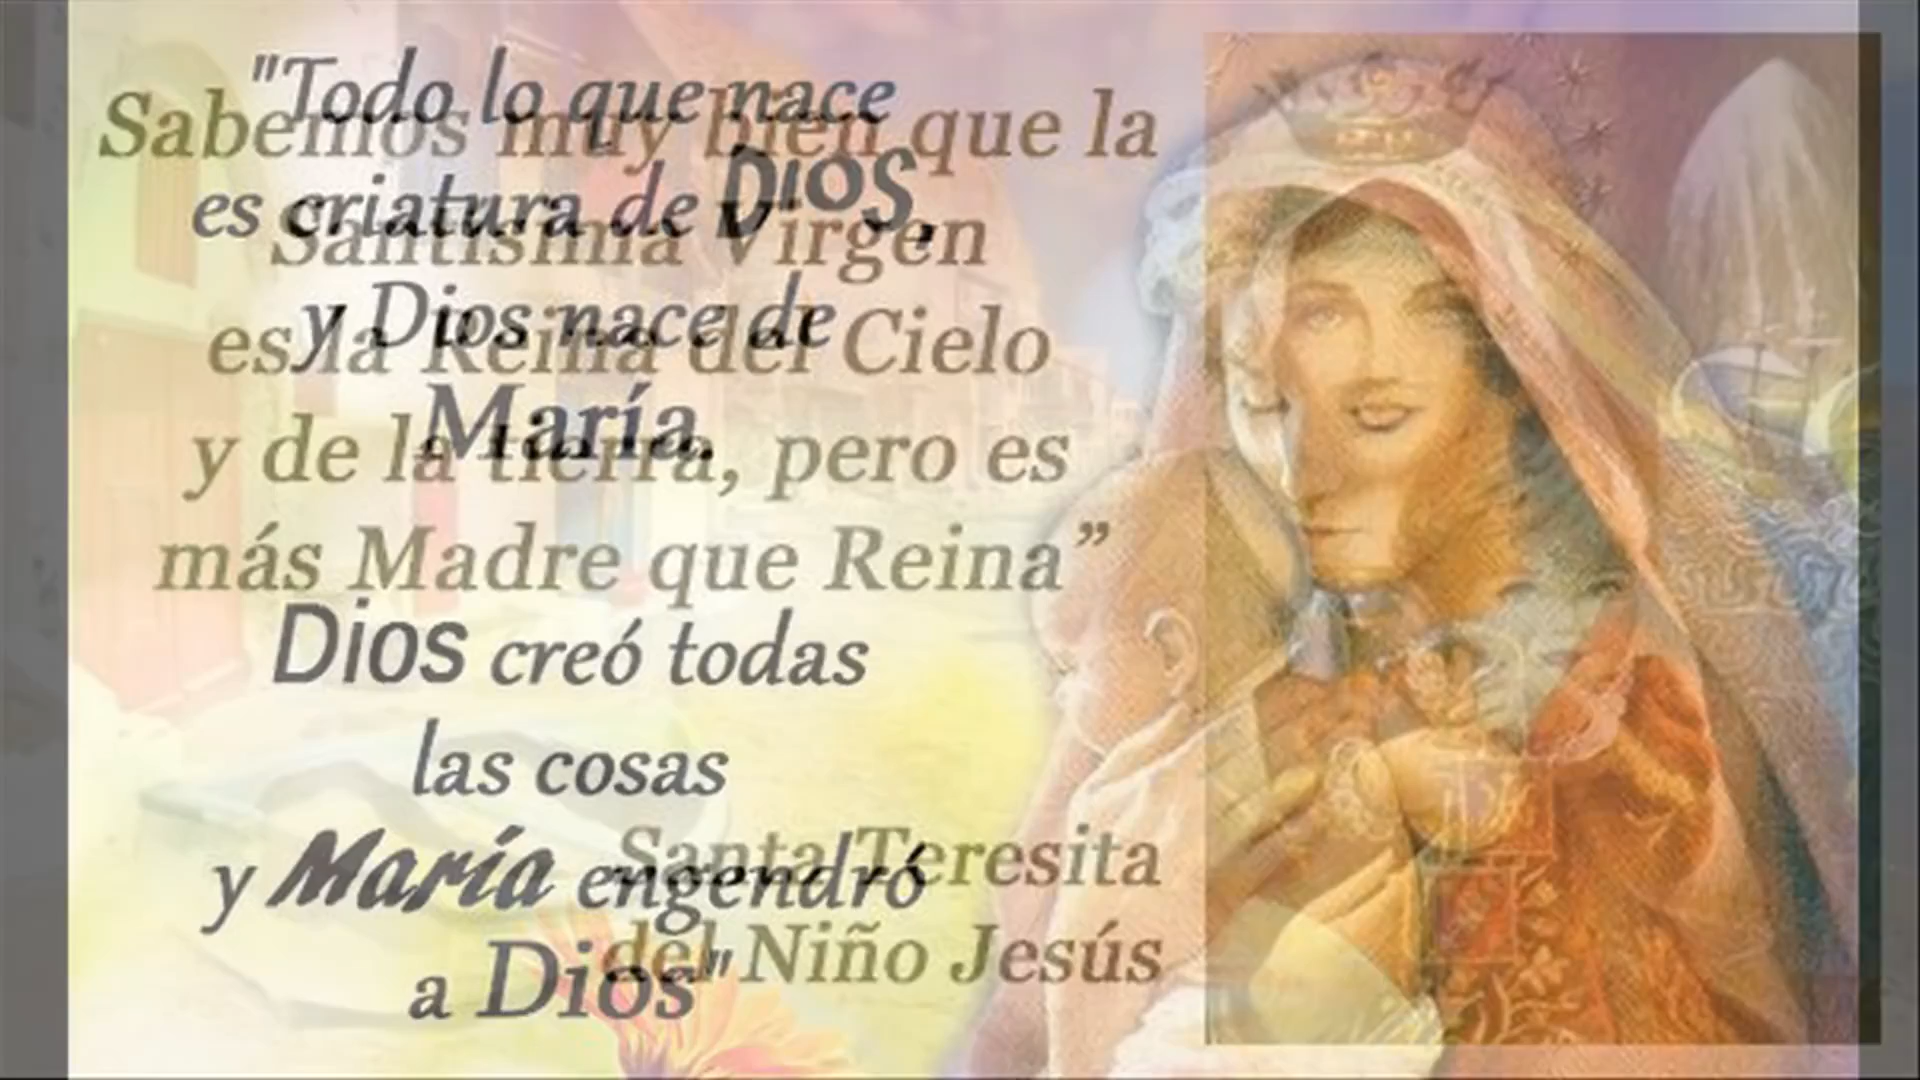 "Todo lo que nace
es criatura de DIOS,
y Dios nace de
María.
Dios creó todas
las cosas
y María engendró
a Dios"
Sabemos muy bien que la
Santísima Virgen
es la Reina del Cielo
y de la tierra, pero es
más Madre que Reina”
Santa Teresita
del Niño Jesús